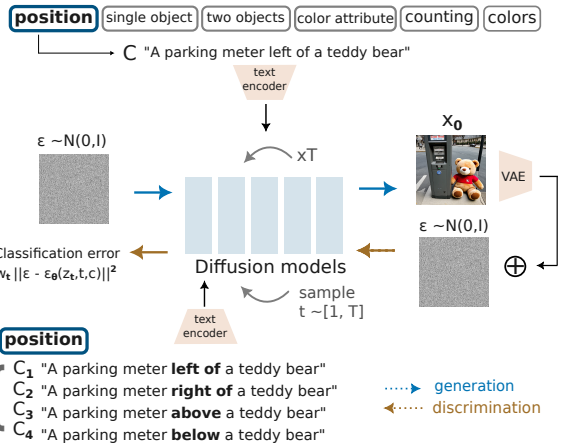 position single object two objects color attribute counting colors
C "A parking meter left of a teddy bear"
text
encoder
ε ~N(0,I)
xT
x₀
VAE
ε ~N(0,I)
Classification error
w_t ||ε - ε_θ(z_t,t,c)||²
Diffusion models
sample
t ~[1, T]
text
encoder
position
C₁ "A parking meter left of a teddy bear"
C₂ "A parking meter right of a teddy bear"
C₃ "A parking meter above a teddy bear"
C₄ "A parking meter below a teddy bear"
generation
discrimination